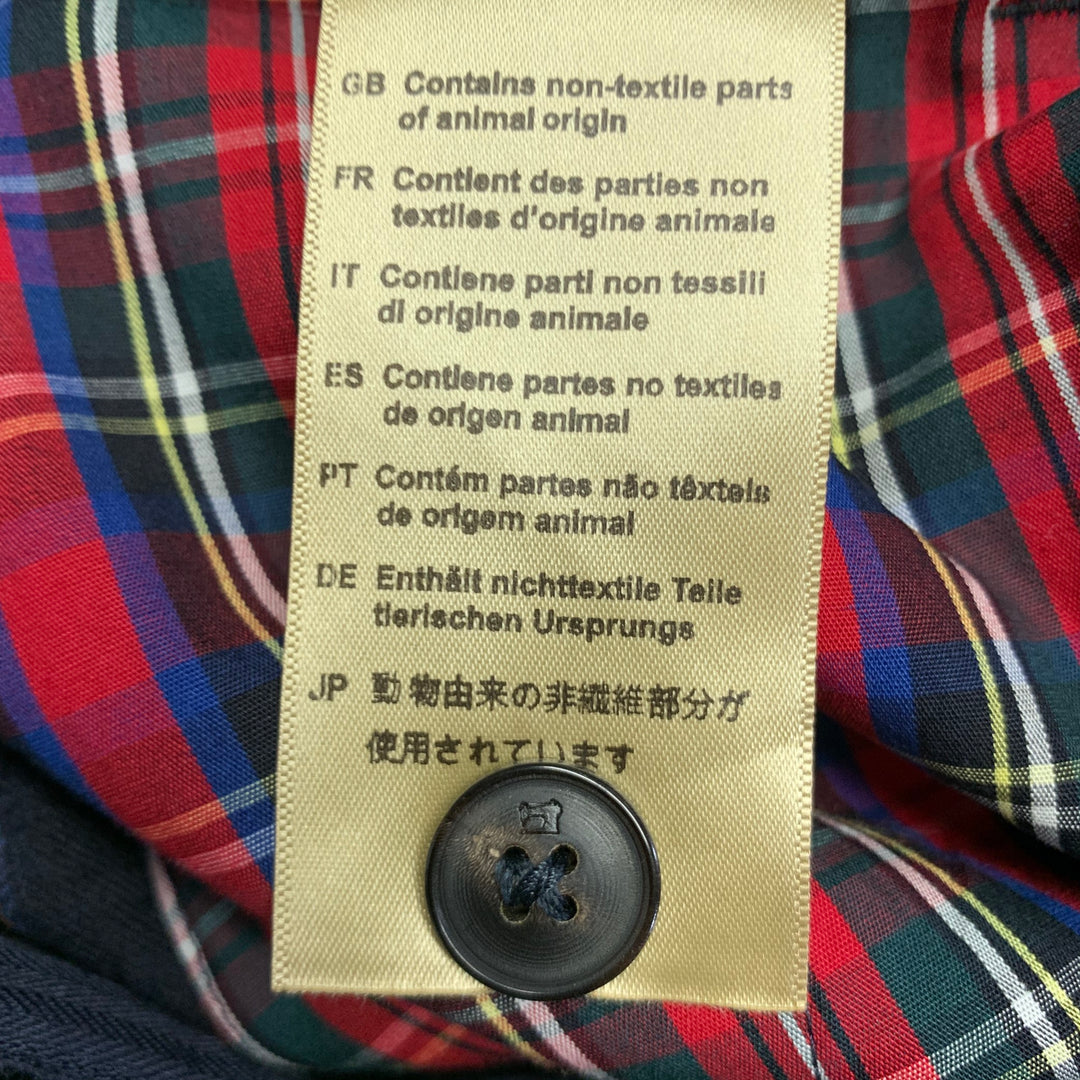 GB Contains non-textile parts
of animal origin
FR Contient des parties non
textiles d'origine animale
IT Contiene parti non tessili
di origine animale
ES Contiene partes no textiles
de origen animal
PT Contém partes não têxteis
de origem animal
DE Enthält nichttextile Teile
tierischen Ursprungs
JP 動物由来の非繊維部分が
使用されています